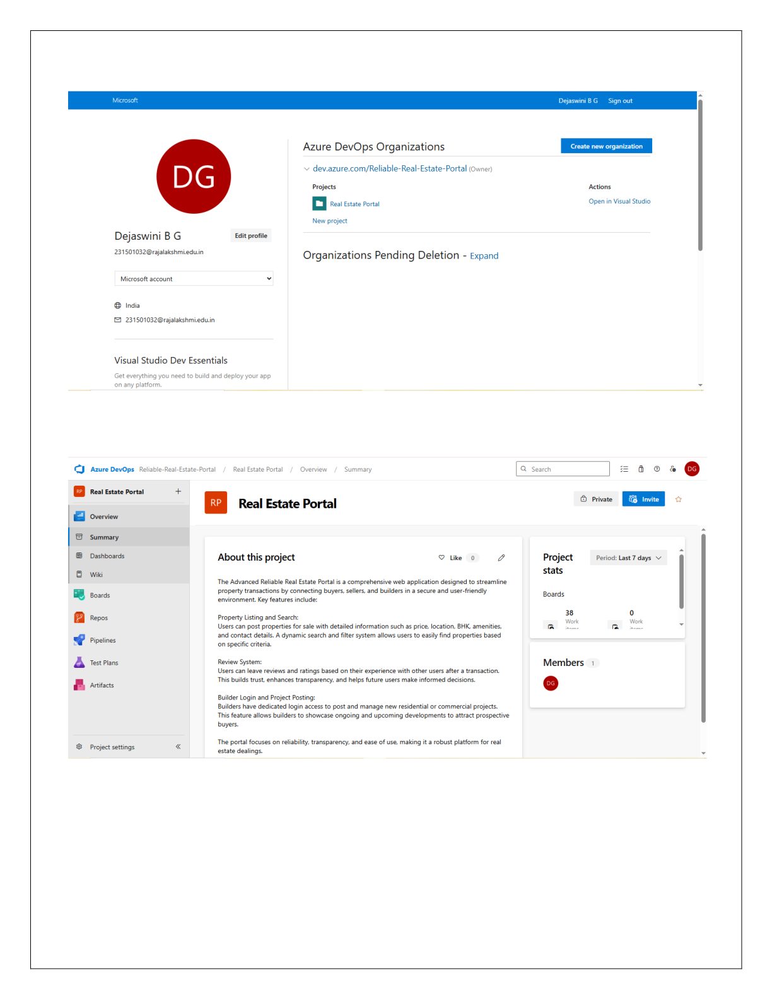 Microsoft
Dejaswini B G Sign out
DG
Dejaswini B G
Edit profile
231501032@rajalakshmi.edu.in
Microsoft account
India
231501032@rajalakshmi.edu.in
Visual Studio Dev Essentials
Get everything you need to build and deploy your app
on any platform.
Azure DevOps Organizations
Create new organization
dev.azure.com/Reliable-Real-Estate-Portal (Owner)
Projects
Actions
Real Estate Portal
Open in Visual Studio
New project
Organizations Pending Deletion - Expand
Azure DevOps Reliable-Real-Estate-Portal / Real Estate Portal / Overview / Summary
Search
DG
RP Real Estate Portal +
Overview
Summary
Dashboards
Wiki
Boards
Repos
Pipelines
Test Plans
Artifacts
Project settings
RP Real Estate Portal
Private
Invite
About this project
Like 0
The Advanced Reliable Real Estate Portal is a comprehensive web application designed to streamline
property transactions by connecting buyers, sellers, and builders in a secure and user-friendly
environment. Key features include:
Property Listing and Search:
Users can post properties for sale with detailed information such as price, location, BHK, amenities,
and contact details. A dynamic search and filter system allows users to easily find properties based
on specific criteria.
Review System:
Users can leave reviews and ratings based on their experience with other users after a transaction.
This builds trust, enhances transparency, and helps future users make informed decisions.
Builder Login and Project Posting:
Builders have dedicated login access to post and manage new residential or commercial projects.
This feature allows builders to showcase ongoing and upcoming developments to attract prospective
buyers.
The portal focuses on reliability, transparency, and ease of use, making it a robust platform for real
estate dealings.
Project
stats
Period: Last 7 days
Boards
38
Work
items
0
Work
items
Members 1
DG